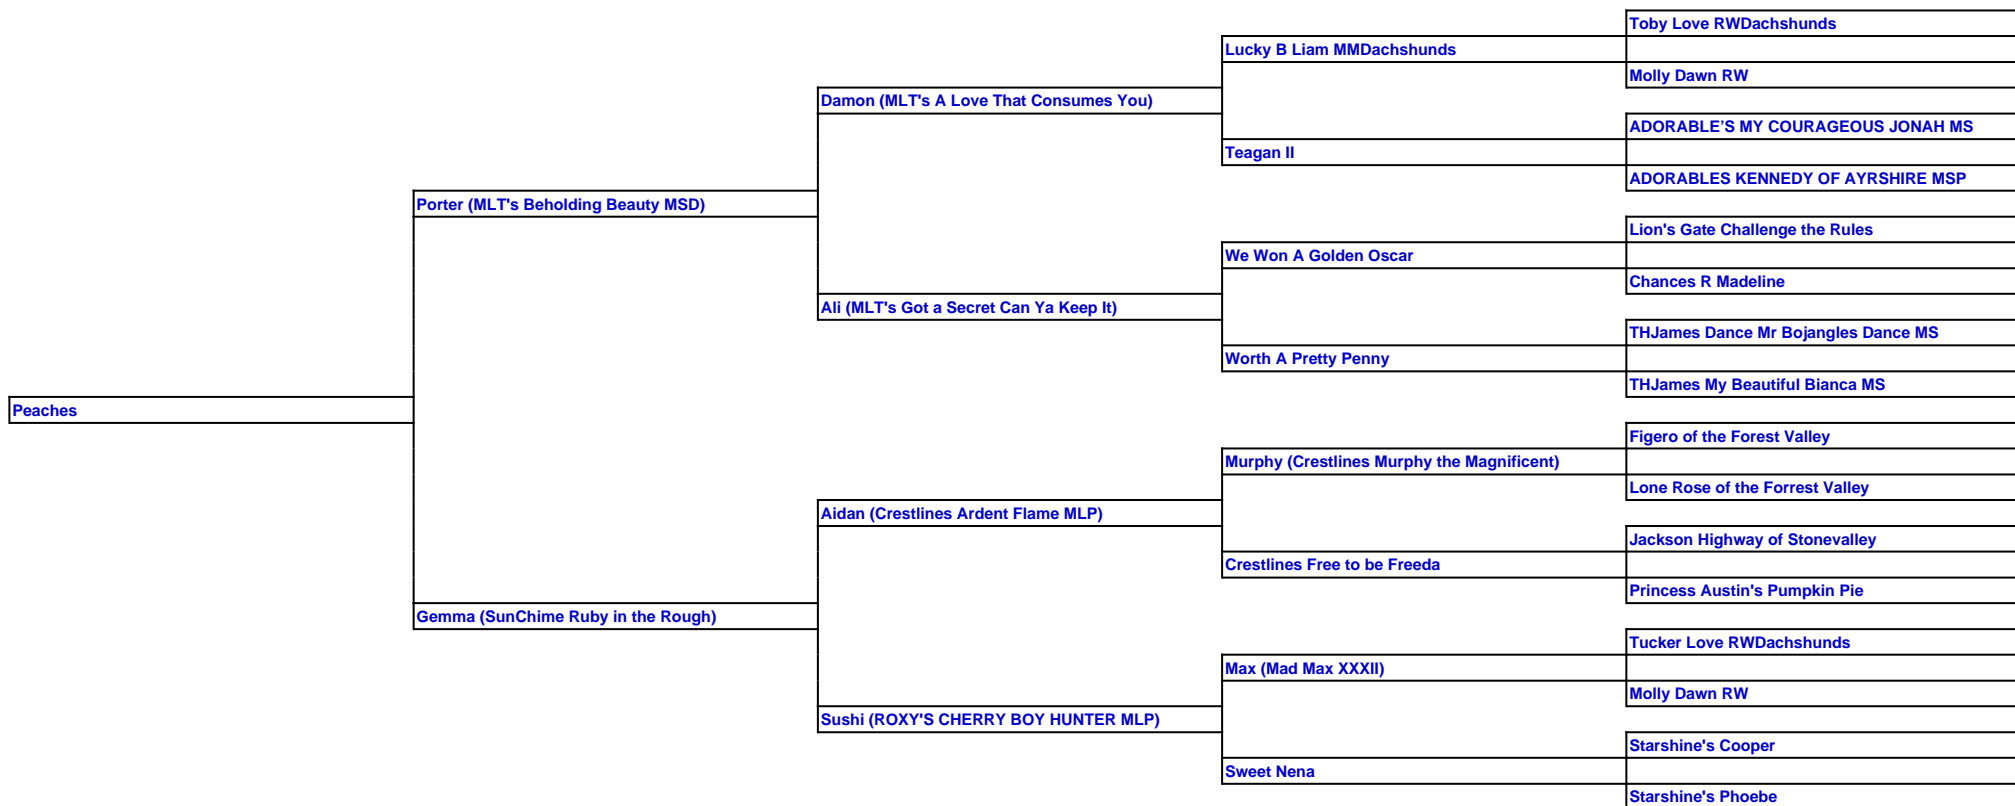 Toby Love RWDachshunds
Lucky B Liam MMDachshunds
Molly Dawn RW
Damon (MLT's A Love That Consumes You)
ADORABLE’S MY COURAGEOUS JONAH MS
Teagan II
ADORABLES KENNEDY OF AYRSHIRE MSP
Porter (MLT's Beholding Beauty MSD)
Lion's Gate Challenge the Rules
We Won A Golden Oscar
Chances R Madeline
Ali (MLT's Got a Secret Can Ya Keep It)
THJames Dance Mr Bojangles Dance MS
Worth A Pretty Penny
THJames My Beautiful Bianca MS
Peaches
Figero of the Forest Valley
Murphy (Crestlines Murphy the Magnificent)
Lone Rose of the Forrest Valley
Aidan (Crestlines Ardent Flame MLP)
Jackson Highway of Stonevalley
Crestlines Free to be Freeda
Princess Austin's Pumpkin Pie
Gemma (SunChime Ruby in the Rough)
Tucker Love RWDachshunds
Max (Mad Max XXXII)
Molly Dawn RW
Sushi (ROXY'S CHERRY BOY HUNTER MLP)
Starshine's Cooper
Sweet Nena
Starshine's Phoebe